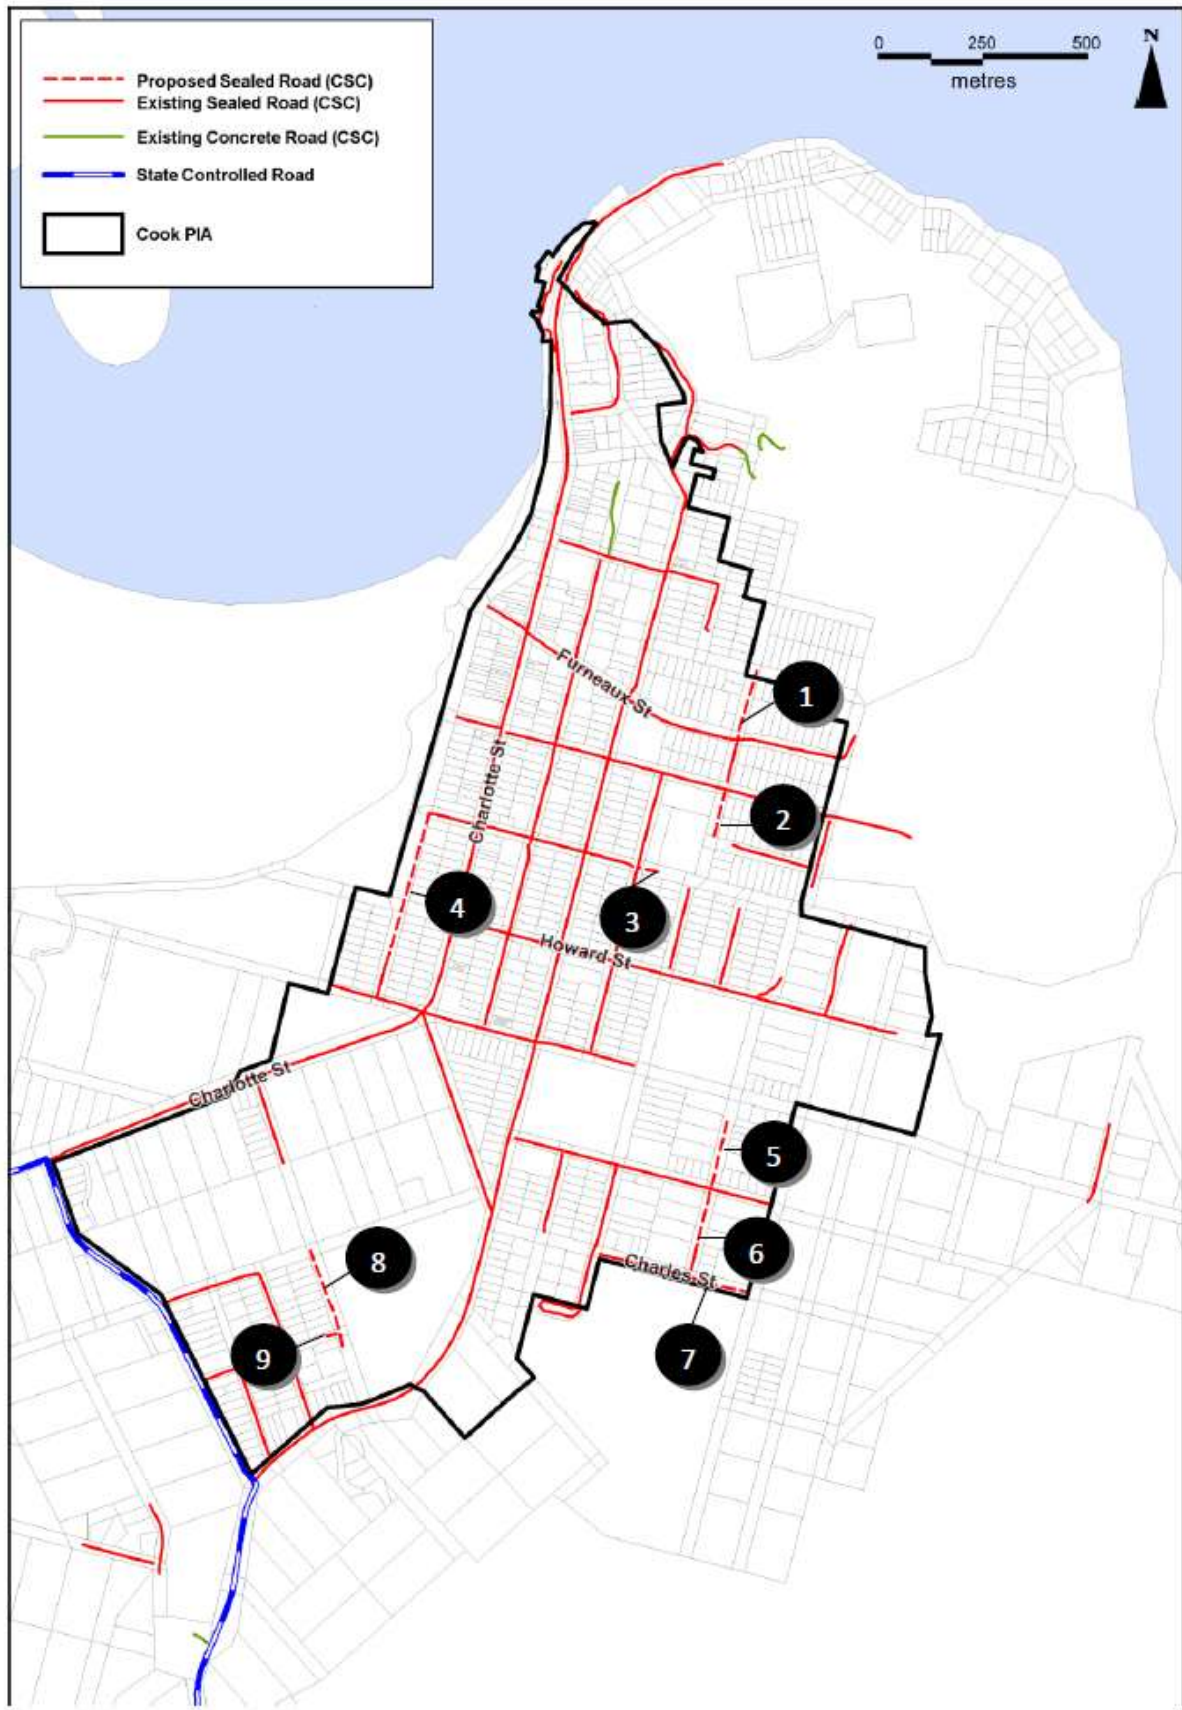 Proposed Sealed Road (CSC)
Existing Sealed Road (CSC)
Existing Concrete Road (CSC)
State Controlled Road
Cook PIA
0 250 500
metres
N
Furneaux St
1
Charlotte St
2
4
3
Howard St
Charlotte St
5
6
8
Charles St
7
9